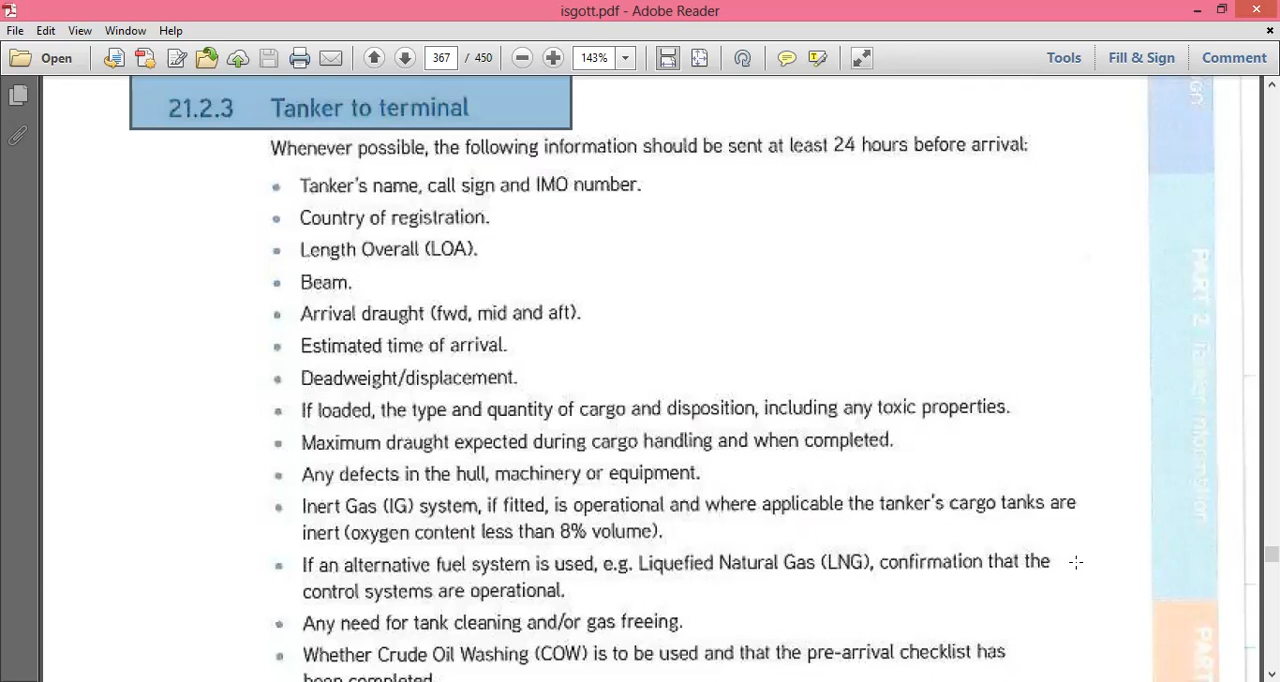 isgott.pdf - Adobe Reader
File Edit View Window Help
Open 367 / 450 143% Tools Fill & Sign Comment
21.2.3 Tanker to terminal
Whenever possible, the following information should be sent at least 24 hours before arrival:
• Tanker's name, call sign and IMO number.
• Country of registration.
• Length Overall (LOA).
• Beam.
• Arrival draught (fwd, mid and aft).
• Estimated time of arrival.
• Deadweight/displacement.
• If loaded, the type and quantity of cargo and disposition, including any toxic properties.
• Maximum draught expected during cargo handling and when completed.
• Any defects in the hull, machinery or equipment.
• Inert Gas (IG) system, if fitted, is operational and where applicable the tanker's cargo tanks are
inert (oxygen content less than 8% volume).
• If an alternative fuel system is used, e.g. Liquefied Natural Gas (LNG), confirmation that the
control systems are operational.
• Any need for tank cleaning and/or gas freeing.
• Whether Crude Oil Washing (COW) is to be used and that the pre-arrival checklist has
been completed.
PART 2 Tanker Information
PART